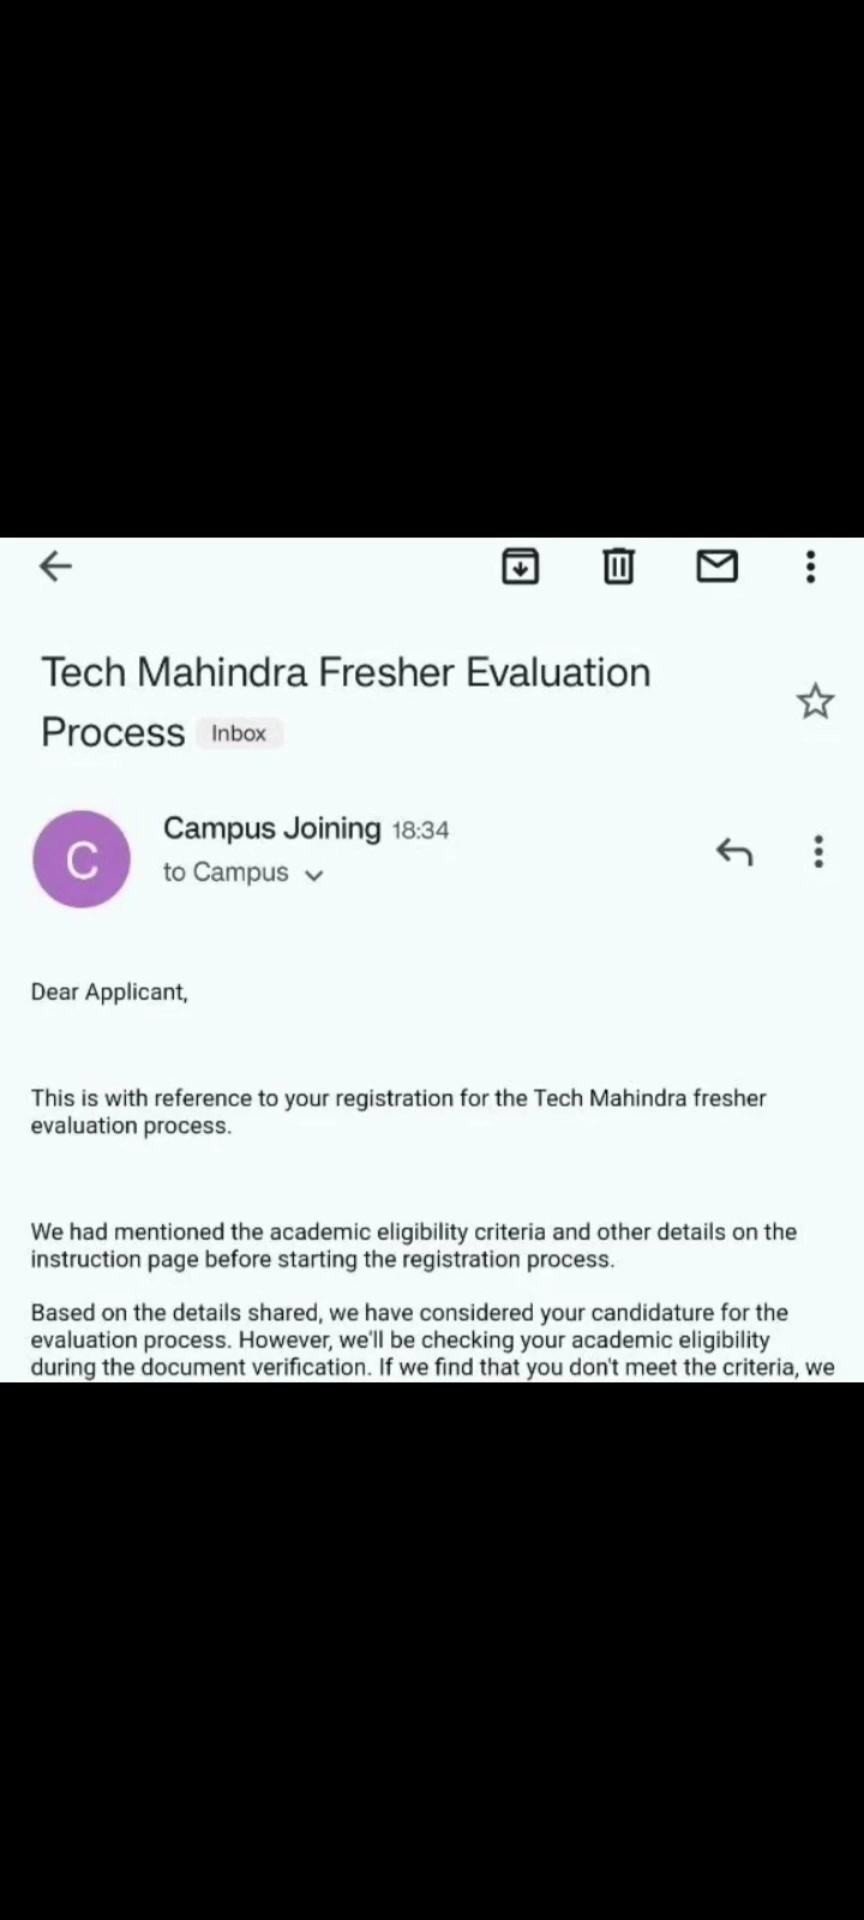 Tech Mahindra Fresher Evaluation
Process Inbox
C
Campus Joining 18:34
to Campus
Dear Applicant,
This is with reference to your registration for the Tech Mahindra fresher
evaluation process.
We had mentioned the academic eligibility criteria and other details on the
instruction page before starting the registration process.
Based on the details shared, we have considered your candidature for the
evaluation process. However, we'll be checking your academic eligibility
during the document verification. If we find that you don't meet the criteria, we